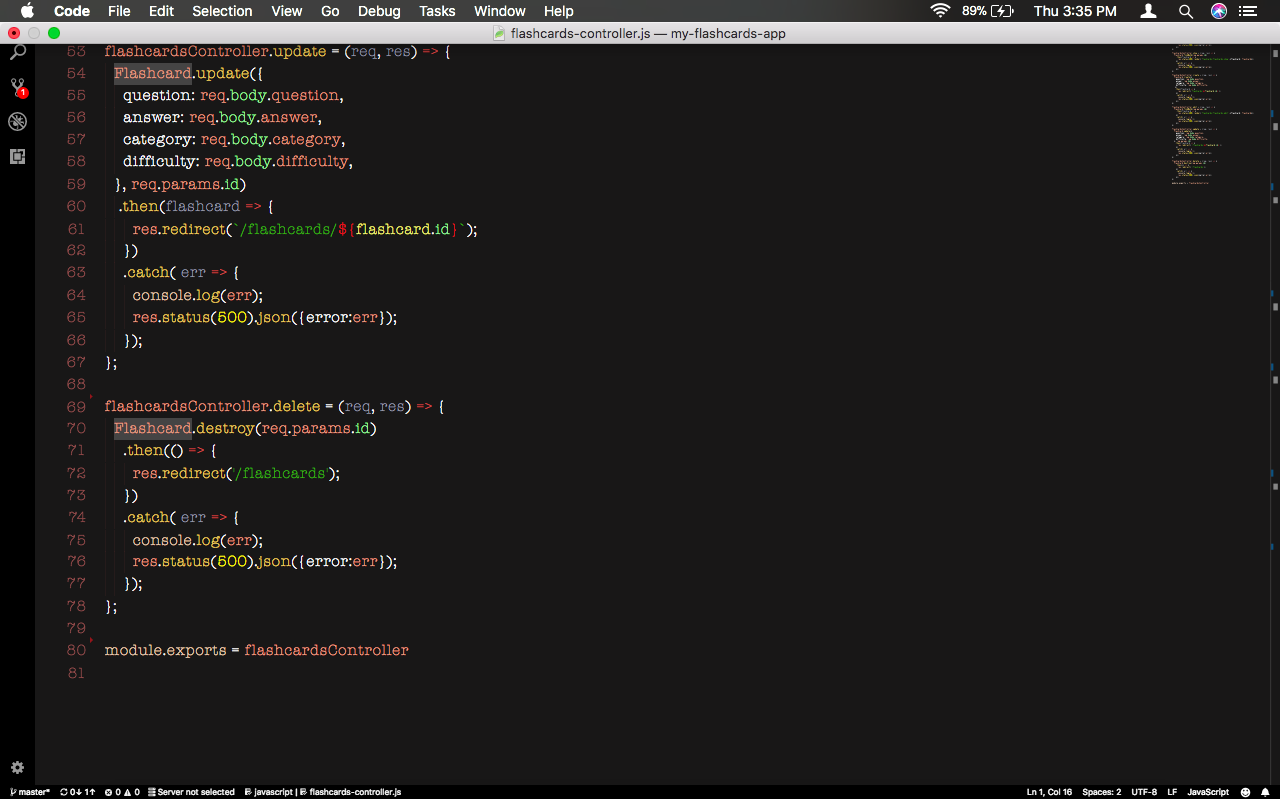 Code File Edit Selection View Go Debug Tasks Window Help 89% Thu 3:35 PM
flashcards-controller.js — my-flashcards-app
53 flashcardsController.update = (req, res) => {
54 Flashcard.update({
55 question: req.body.question,
56 answer: req.body.answer,
57 category: req.body.category,
58 difficulty: req.body.difficulty,
59 }, req.params.id)
60 .then(flashcard => {
61 res.redirect(`/flashcards/${flashcard.id}`);
62 })
63 .catch( err => {
64 console.log(err);
65 res.status(500).json({error:err});
66 });
67 };
68
69 flashcardsController.delete = (req, res) => {
70 Flashcard.destroy(req.params.id)
71 .then(() => {
72 res.redirect('/flashcards');
73 })
74 .catch( err => {
75 console.log(err);
76 res.status(500).json({error:err});
77 });
78 };
79
80 module.exports = flashcardsController
81
1
master* 0↓ 1↑ 0 0 Server not selected javascript | flashcards-controller.js Ln 1, Col 16 Spaces: 2 UTF-8 LF JavaScript